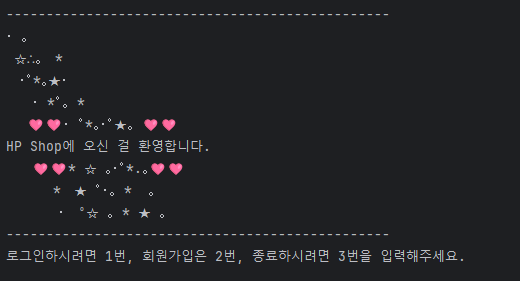 ------------------------------------------------
· 。
☆∴。 *
･ﾟ*｡★･
･ *ﾟ｡ *
💗💗･ ﾟ*｡･ﾟ★｡ 💗💗
HP Shop에 오신 걸 환영합니다.
💗💗* ☆ ｡･ﾟ*.｡💗💗
* ★ ﾟ･｡ * ｡
･ ﾟ☆ ｡ * ★ ｡
------------------------------------------------
로그인하시려면 1번, 회원가입은 2번, 종료하시려면 3번을 입력해주세요.